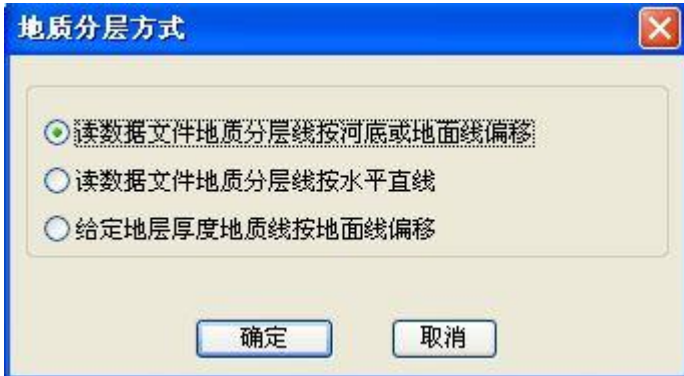 地质分层方式
读数据文件地质分层线按河底或地面线偏移
读数据文件地质分层线按水平直线
给定地层厚度地质线按地面线偏移
确定 取消